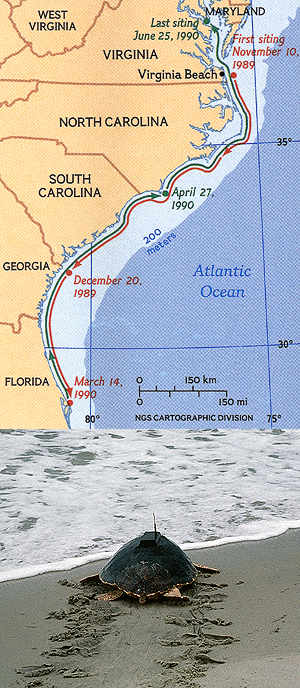 MARYLAND
WEST
VIRGINIA
Last siting
June 25, 1990
First siting
November 10,
1989
VIRGINIA
Virginia Beach
NORTH CAROLINA
35°
SOUTH
CAROLINA
April 27,
1990
200
meters
GEORGIA
December 20,
1989
Atlantic
Ocean
30°
FLORIDA
March 14,
1990
0 150 km
0 150 mi
80°
NGS CARTOGRAPHIC DIVISION
75°